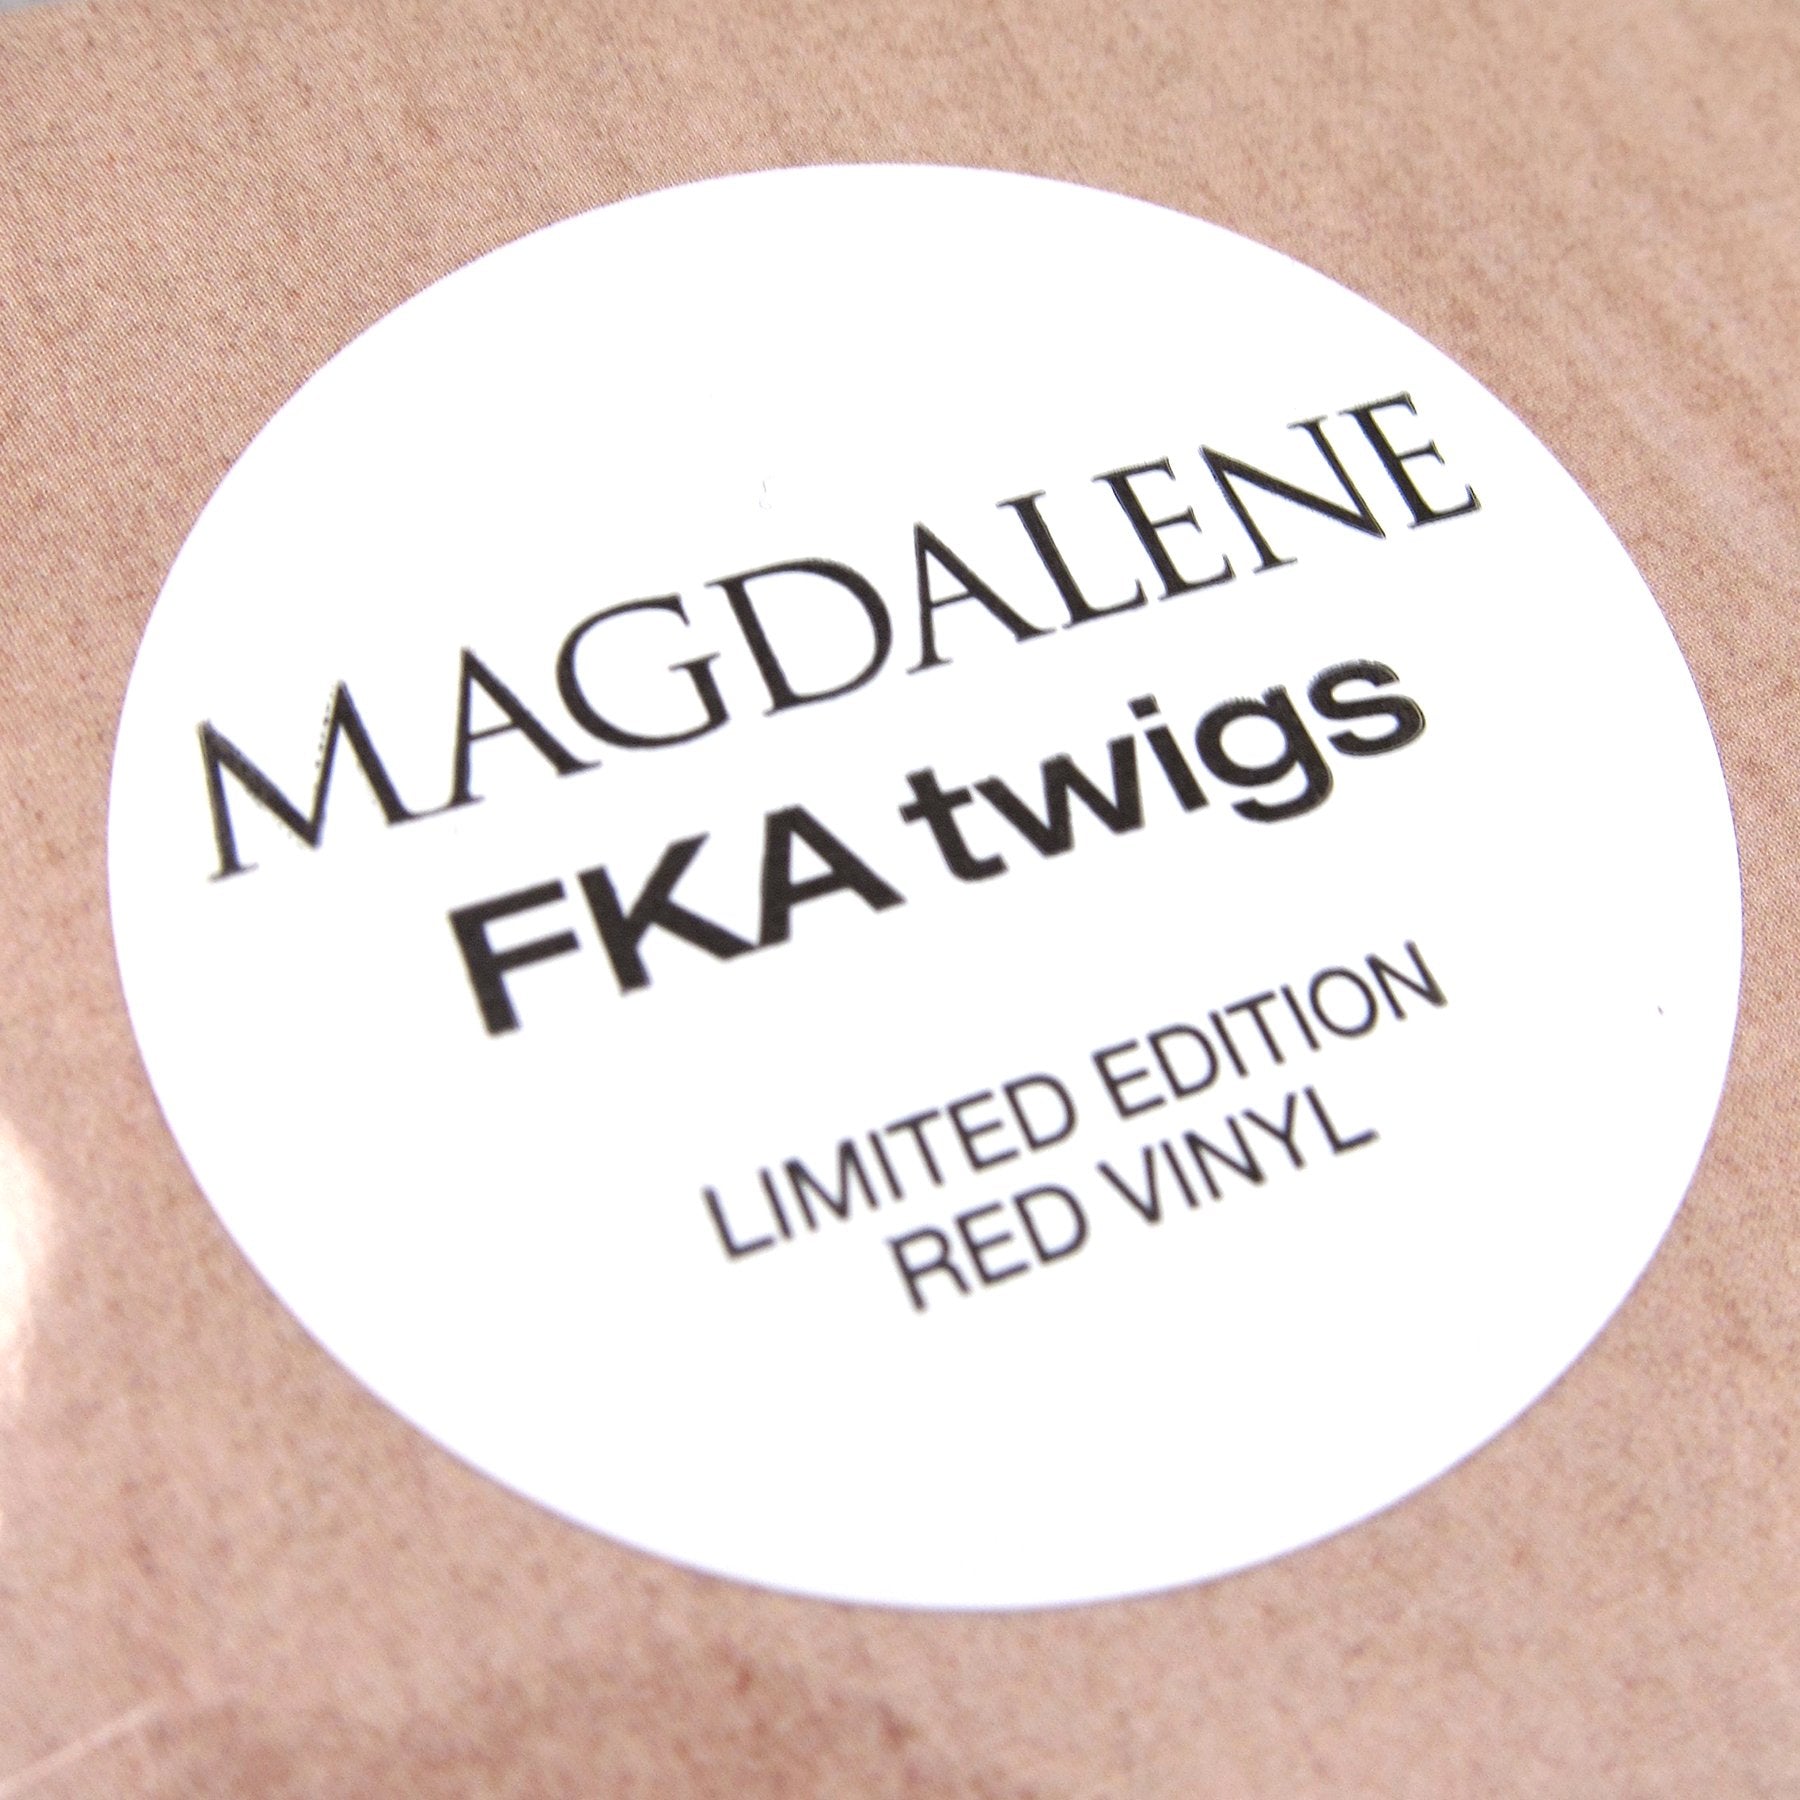 MAGDALENE
FKA twigs
LIMITED EDITION
RED VINYL